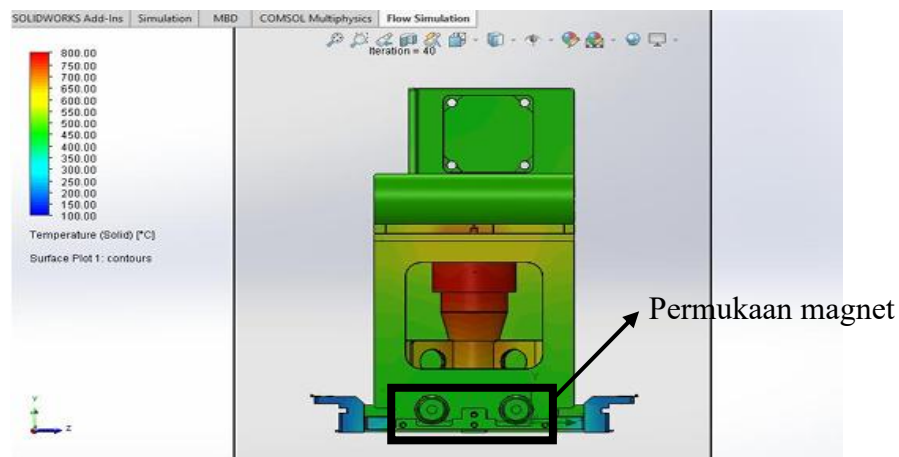 SOLIDWORKS Add-Ins Simulation MBD COMSOL Multiphysics Flow Simulation
Iteration = 40
800.00
750.00
700.00
650.00
600.00
550.00
500.00
450.00
400.00
350.00
300.00
250.00
200.00
150.00
100.00
Temperature (Solid) [°C]
Surface Plot 1: contours
Permukaan magnet
Y
Y
Z